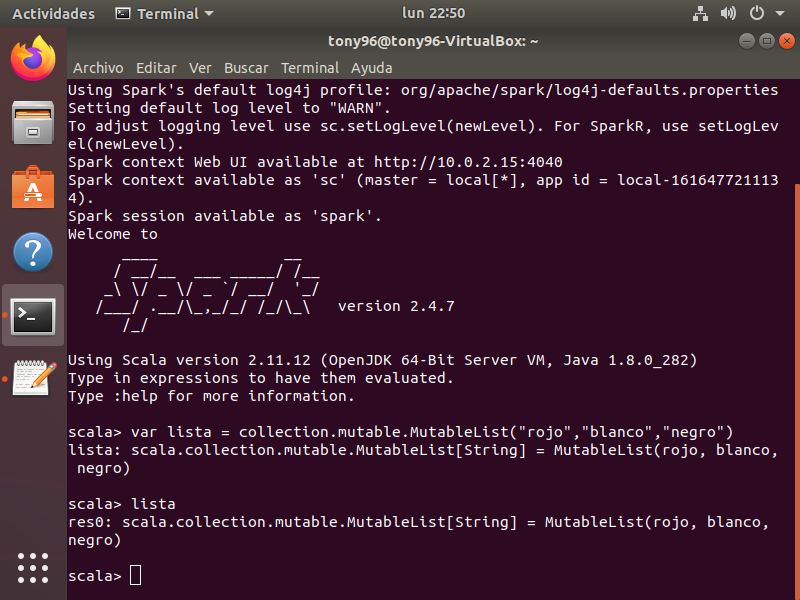 Actividades Terminal lun 22:50
tony96@tony96-VirtualBox: ~
Archivo Editar Ver Buscar Terminal Ayuda
Using Spark's default log4j profile: org/apache/spark/log4j-defaults.properties
Setting default log level to "WARN".
To adjust logging level use sc.setLogLevel(newLevel). For SparkR, use setLogLev
el(newLevel).
Spark context Web UI available at http://10.0.2.15:4040
Spark context available as 'sc' (master = local[*], app id = local-161647721113
4).
Spark session available as 'spark'.
Welcome to
      ____              __
     / __/__  ___ _____/ /__
    _\ \/ _ \/ _ `/ __/  '_/
   /___/ .__/\_,_/_/ /_/\_\   version 2.4.7
      /_/
Using Scala version 2.11.12 (OpenJDK 64-Bit Server VM, Java 1.8.0_282)
Type in expressions to have them evaluated.
Type :help for more information.
scala> var lista = collection.mutable.MutableList("rojo","blanco","negro")
lista: scala.collection.mutable.MutableList[String] = MutableList(rojo, blanco,
 negro)
scala> lista
res0: scala.collection.mutable.MutableList[String] = MutableList(rojo, blanco,
negro)
scala>